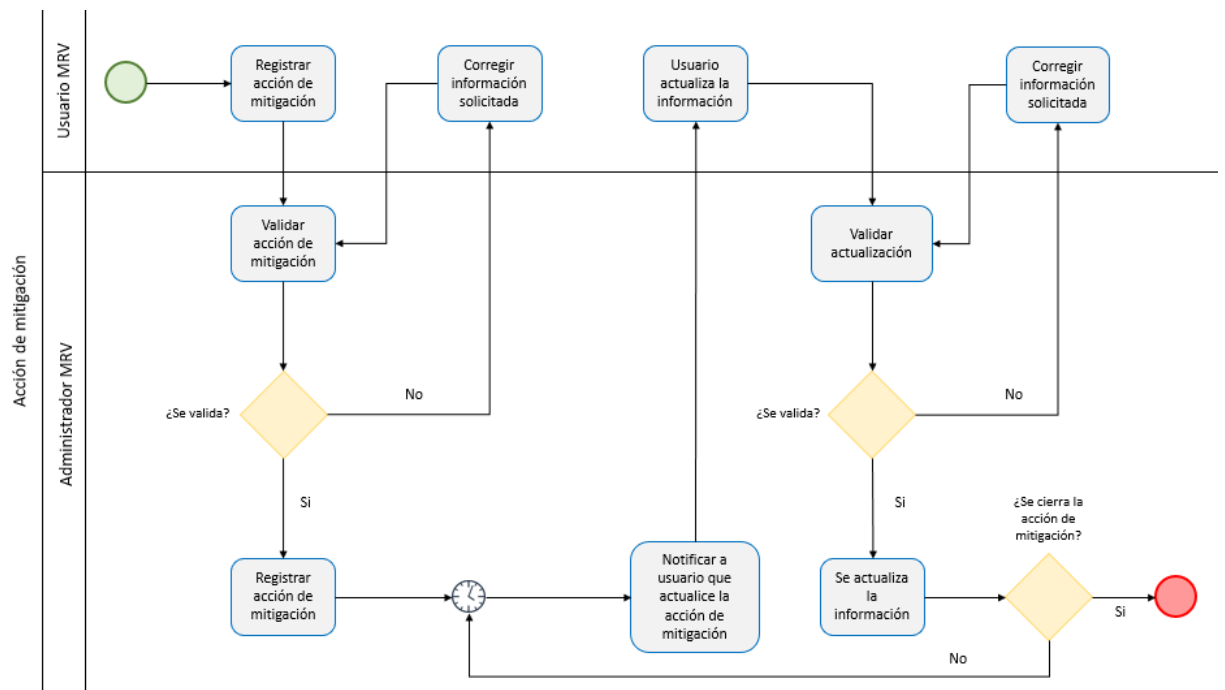 Acción de mitigación
Usuario MRV
Registrar
acción de
mitigación
Corregir
información
solicitada
Usuario
actualiza la
información
Corregir
información
solicitada
Administrador MRV
Validar
acción de
mitigación
Validar
actualización
¿Se valida?
No
Si
¿Se valida?
No
Si
¿Se cierra la
acción de
mitigación?
Registrar
acción de
mitigación
Notificar a
usuario que
actualice la
acción de
mitigación
Se actualiza
la
información
Si
No